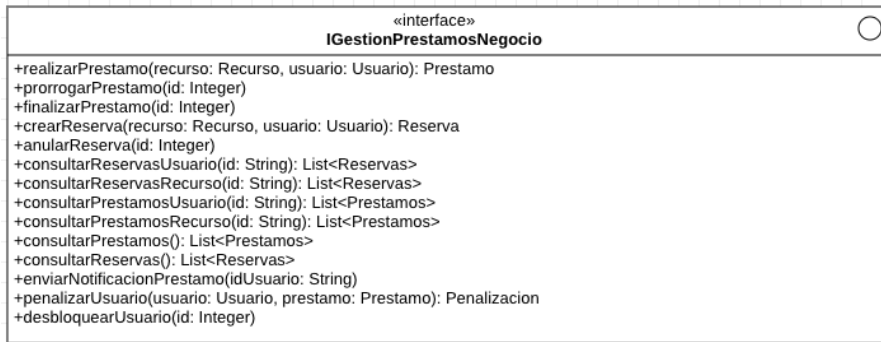 «interface»
IGestionPrestamosNegocio
+realizarPrestamo(recurso: Recurso, usuario: Usuario): Prestamo
+prorrogarPrestamo(id: Integer)
+finalizarPrestamo(id: Integer)
+crearReserva(recurso: Recurso, usuario: Usuario): Reserva
+anularReserva(id: Integer)
+consultarReservasUsuario(id: String): List<Reservas>
+consultarReservasRecurso(id: String): List<Reservas>
+consultarPrestamosUsuario(id: String): List<Prestamos>
+consultarPrestamosRecurso(id: String): List<Prestamos>
+consultarPrestamos(): List<Prestamos>
+consultarReservas(): List<Reservas>
+enviarNotificacionPrestamo(idUsuario: String)
+penalizarUsuario(usuario: Usuario, prestamo: Prestamo): Penalizacion
+desbloquearUsuario(id: Integer)